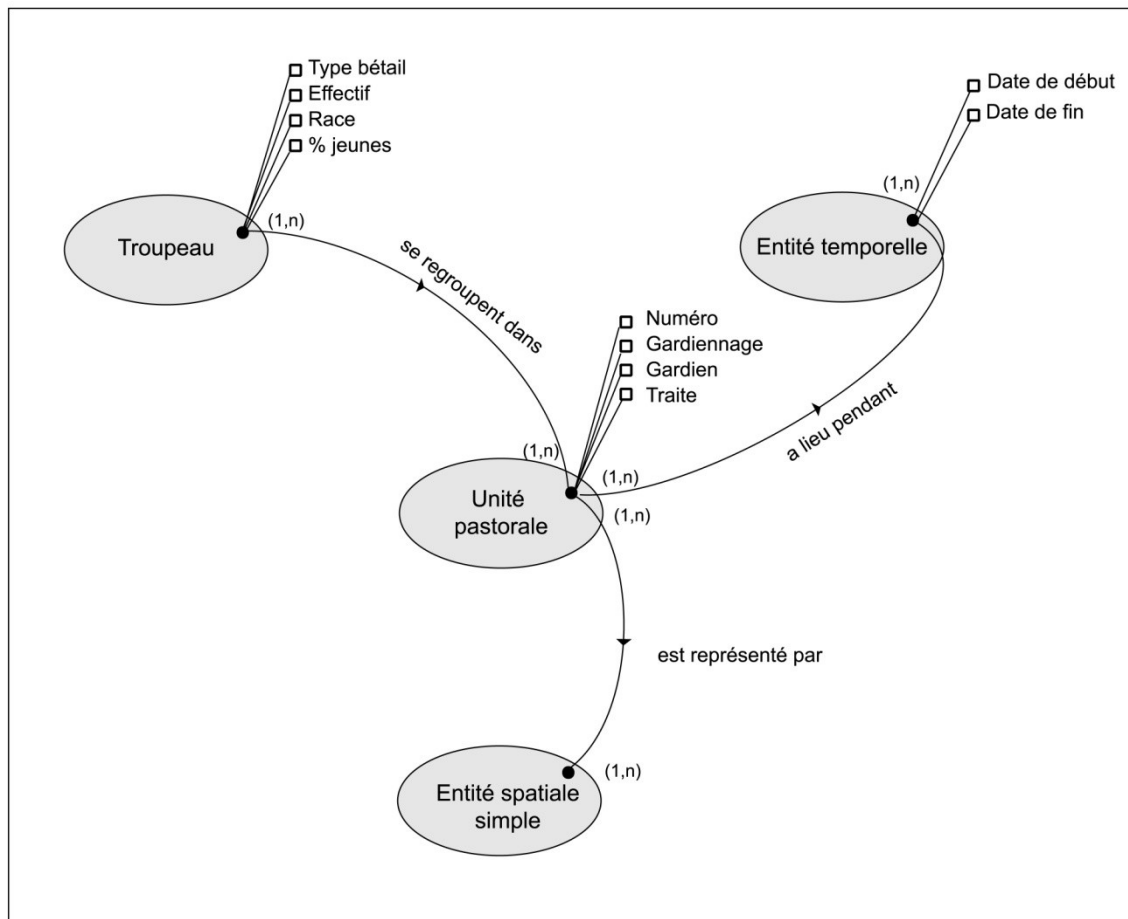 Type bétail
Effectif
Race
% jeunes
(1,n)
Troupeau
se regroupent dans
Date de début
Date de fin
(1,n)
Entité temporelle
Numéro
Gardiennage
Gardien
Traite
(1,n)
(1,n)
(1,n)
Unité
pastorale
a lieu pendant
est représenté par
(1,n)
Entité spatiale
simple